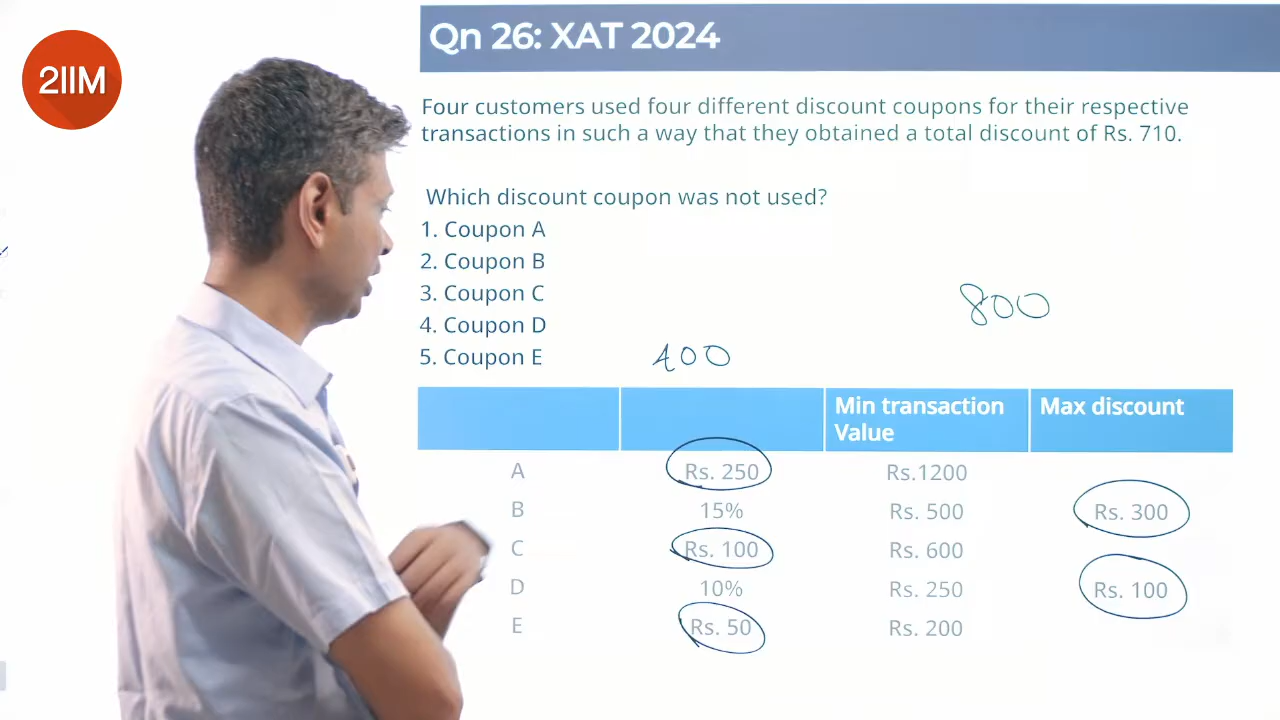 2IIM
Qn 26: XAT 2024
Four customers used four different discount coupons for their respective
transactions in such a way that they obtained a total discount of Rs. 710.
Which discount coupon was not used?
1. Coupon A
2. Coupon B
3. Coupon C
4. Coupon D
5. Coupon E
800
400
Min transaction Value Max discount
A Rs. 250 Rs.1200
B 15% Rs. 500 Rs. 300
C Rs. 100 Rs. 600
D 10% Rs. 250 Rs. 100
E Rs. 50 Rs. 200